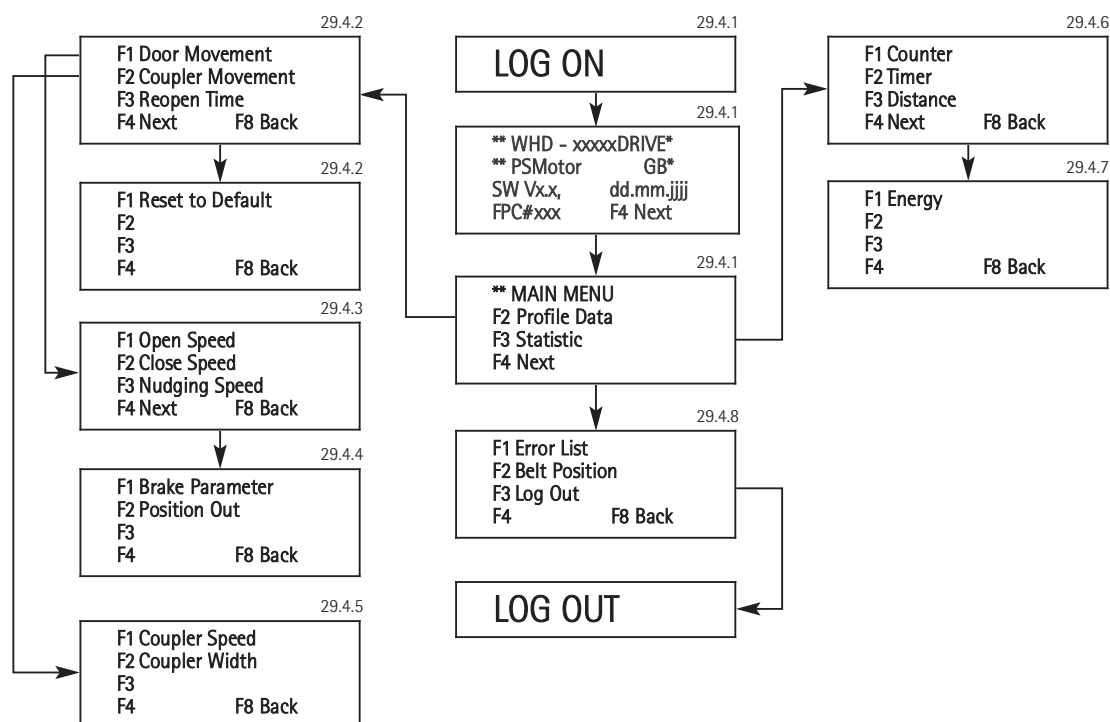 29.4.2
F1 Door Movement
F2 Coupler Movement
F3 Reopen Time
F4 Next F8 Back
29.4.2
F1 Reset to Default
F2
F3
F4 F8 Back
29.4.3
F1 Open Speed
F2 Close Speed
F3 Nudging Speed
F4 Next F8 Back
29.4.4
F1 Brake Parameter
F2 Position Out
F3
F4 F8 Back
29.4.5
F1 Coupler Speed
F2 Coupler Width
F3
F4 F8 Back
29.4.1
LOG ON
29.4.1
** WHD - xxxxxDRIVE*
** PSMotor GB*
SW Vx.x, dd.mm.jjjj
FPC#xxx F4 Next
29.4.1
** MAIN MENU
F2 Profile Data
F3 Statistic
F4 Next
29.4.8
F1 Error List
F2 Belt Position
F3 Log Out
F4 F8 Back
LOG OUT
29.4.6
F1 Counter
F2 Timer
F3 Distance
F4 Next F8 Back
29.4.7
F1 Energy
F2
F3
F4 F8 Back